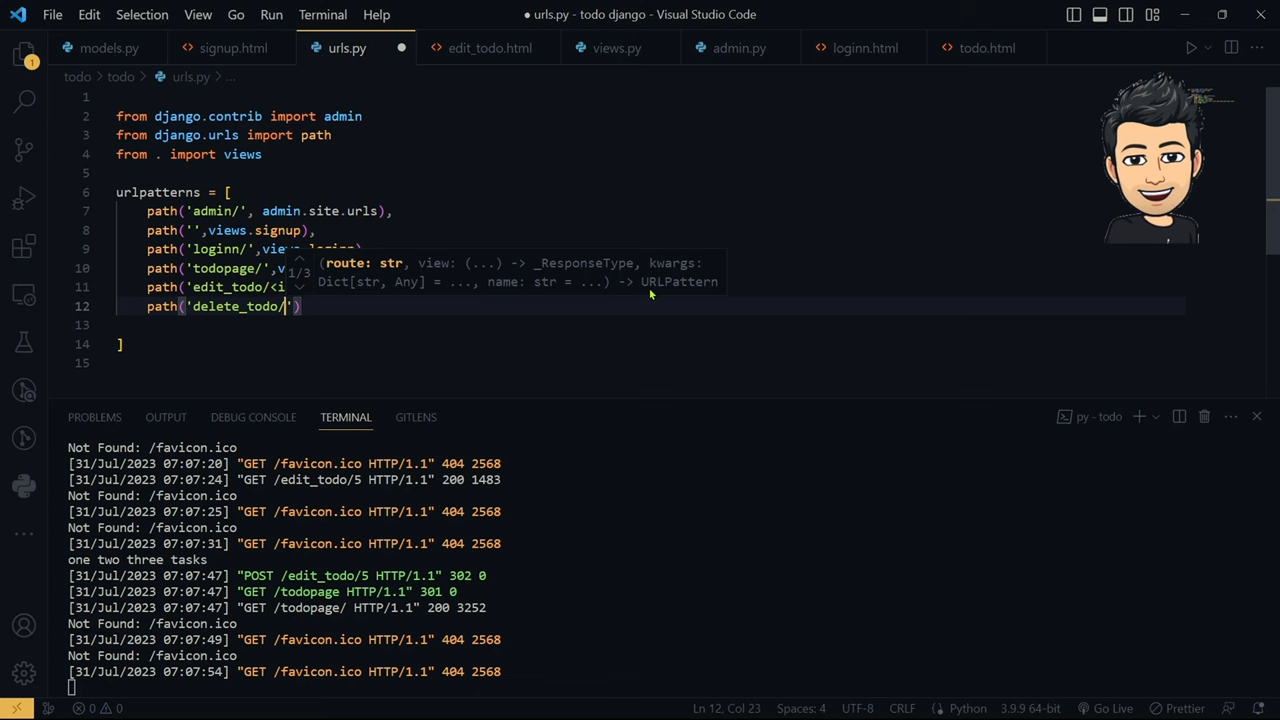 File Edit Selection View Go Run Terminal Help
● urls.py - todo django - Visual Studio Code
models.py signup.html urls.py edit_todo.html views.py admin.py loginn.html todo.html
1
todo > todo > urls.py > ...
1
2 from django.contrib import admin
3 from django.urls import path
4 from . import views
5
6 urlpatterns = [
7 path('admin/', admin.site.urls),
8 path('',views.signup),
9 path('loginn/',views.loginn),
(route: str, view: (...) -> _ResponseType, kwargs:
10 path('todopage/',v
1/3
11 path('edit_todo/<i
Dict[str, Any] = ..., name: str = ...) -> URLPattern
12 path('delete_todo/')
13
14 ]
15
PROBLEMS OUTPUT DEBUG CONSOLE TERMINAL GITLENS
py - todo
Not Found: /favicon.ico
[31/Jul/2023 07:07:20] "GET /favicon.ico HTTP/1.1" 404 2568
[31/Jul/2023 07:07:24] "GET /edit_todo/5 HTTP/1.1" 200 1483
Not Found: /favicon.ico
[31/Jul/2023 07:07:25] "GET /favicon.ico HTTP/1.1" 404 2568
Not Found: /favicon.ico
[31/Jul/2023 07:07:31] "GET /favicon.ico HTTP/1.1" 404 2568
one two three tasks
[31/Jul/2023 07:07:47] "POST /edit_todo/5 HTTP/1.1" 302 0
[31/Jul/2023 07:07:47] "GET /todopage HTTP/1.1" 301 0
[31/Jul/2023 07:07:47] "GET /todopage/ HTTP/1.1" 200 3252
Not Found: /favicon.ico
[31/Jul/2023 07:07:49] "GET /favicon.ico HTTP/1.1" 404 2568
Not Found: /favicon.ico
[31/Jul/2023 07:07:54] "GET /favicon.ico HTTP/1.1" 404 2568
0 0 Ln 12, Col 23 Spaces: 4 UTF-8 CRLF Python 3.9.9 64-bit Go Live Prettier